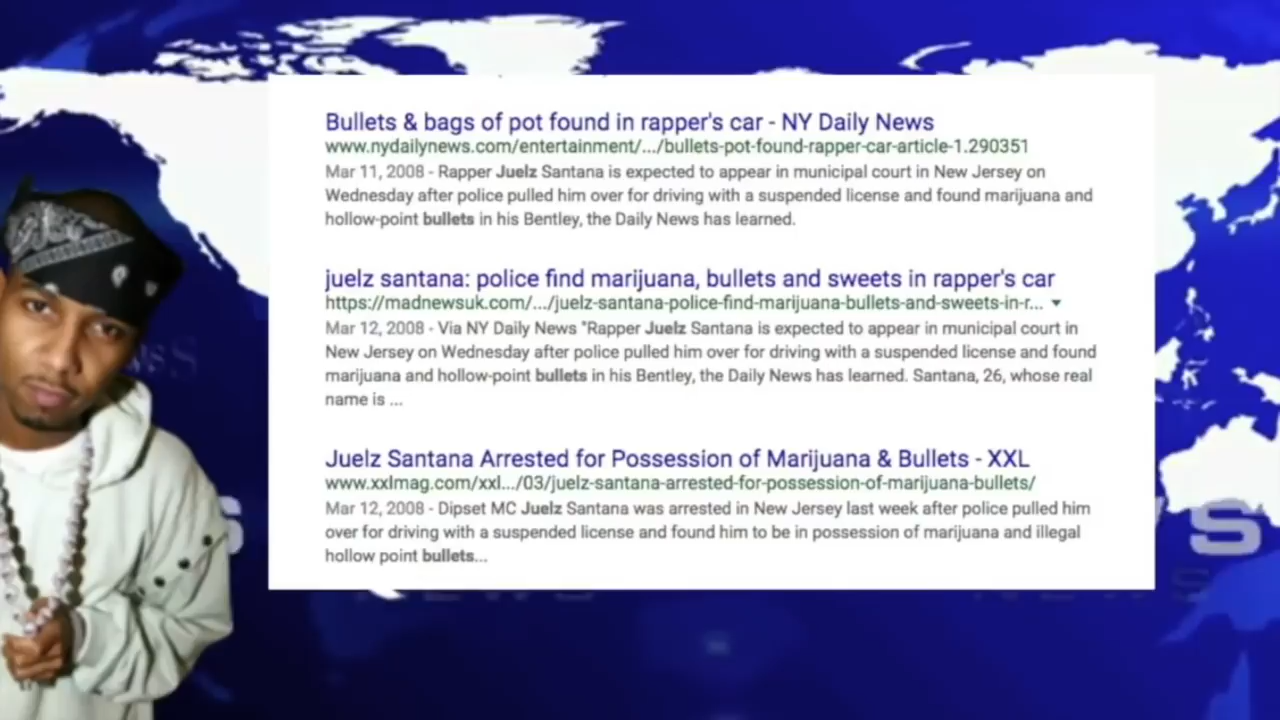 Bullets & bags of pot found in rapper's car - NY Daily News
www.nydailynews.com/entertainment/.../bullets-pot-found-rapper-car-article-1.290351
Mar 11, 2008 - Rapper Juelz Santana is expected to appear in municipal court in New Jersey on
Wednesday after police pulled him over for driving with a suspended license and found marijuana and
hollow-point bullets in his Bentley, the Daily News has learned.
juelz santana: police find marijuana, bullets and sweets in rapper's car
https://madnewsuk.com/.../juelz-santana-police-find-marijuana-bullets-and-sweets-in-r...
Mar 12, 2008 - Via NY Daily News "Rapper Juelz Santana is expected to appear in municipal court in
New Jersey on Wednesday after police pulled him over for driving with a suspended license and found
marijuana and hollow-point bullets in his Bentley, the Daily News has learned. Santana, 26, whose real
name is ...
Juelz Santana Arrested for Possession of Marijuana & Bullets - XXL
www.xxlmag.com/xxl.../03/juelz-santana-arrested-for-possession-of-marijuana-bullets/
Mar 12, 2008 - Dipset MC Juelz Santana was arrested in New Jersey last week after police pulled him
over for driving with a suspended license and found him to be in possession of marijuana and illegal
hollow point bullets...
NEWS